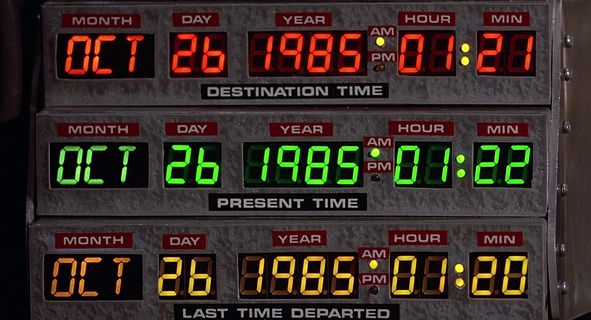 MONTH DAY YEAR HOUR MIN
OCT 26 1985 AM PM 01:21
DESTINATION TIME
MONTH DAY YEAR HOUR MIN
OCT 26 1985 AM PM 01:22
PRESENT TIME
MONTH DAY YEAR HOUR MIN
OCT 26 1985 AM PM 01:20
LAST TIME DEPARTED